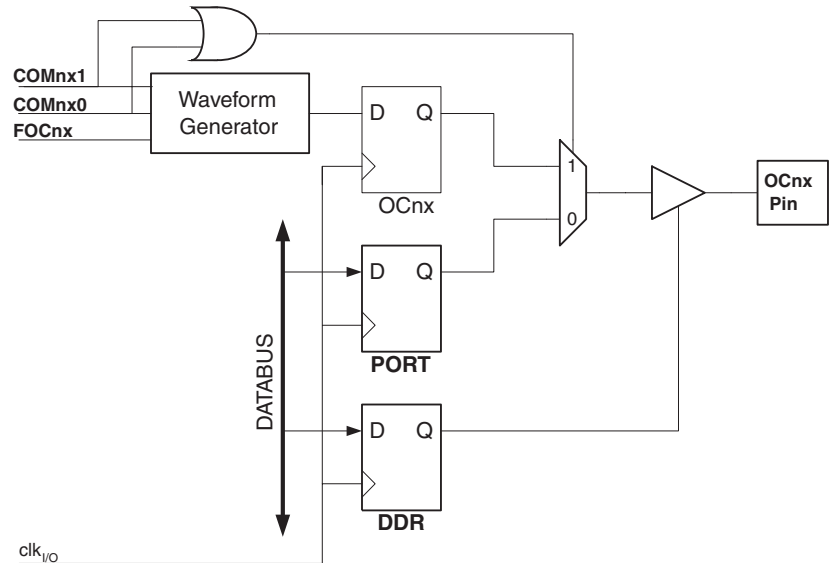 COMnx1
COMnx0
FOCnx
Waveform
Generator
D Q
OCnx
1
0
OCnx
Pin
D Q
PORT
DATABUS
D Q
DDR
clkI/O